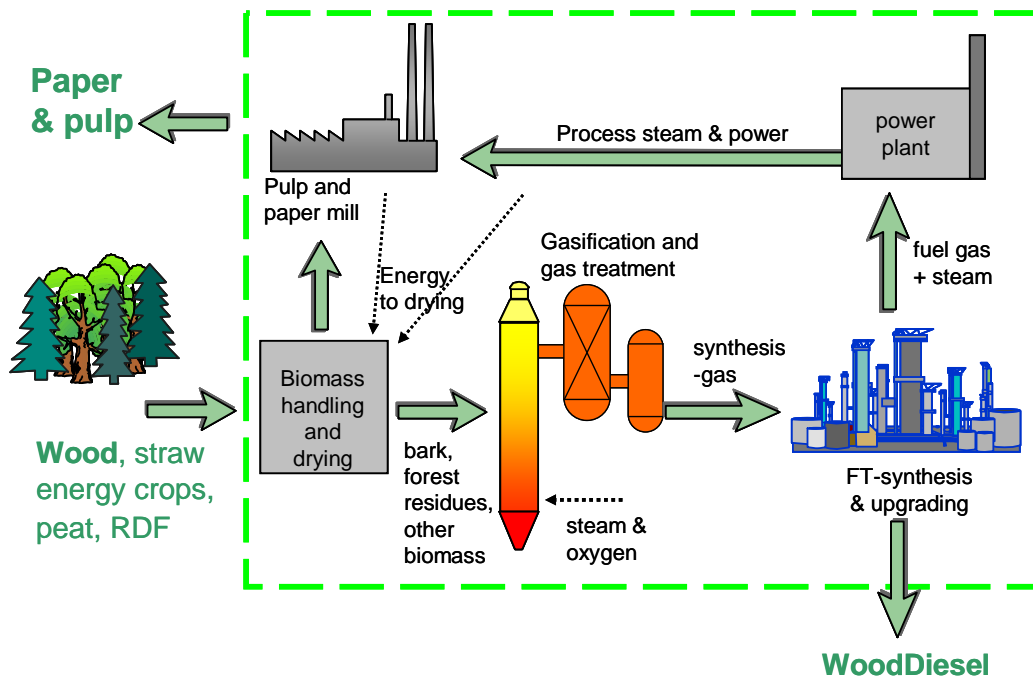 Paper
& pulp
Pulp and
paper mill
Process steam & power
power
plant
Energy
to drying
Gasification and
gas treatment
fuel gas
+ steam
Biomass
handling
and
drying
synthesis
-gas
Wood, straw
energy crops,
peat, RDF
bark,
forest
residues,
other
biomass
steam &
oxygen
FT-synthesis
& upgrading
WoodDiesel